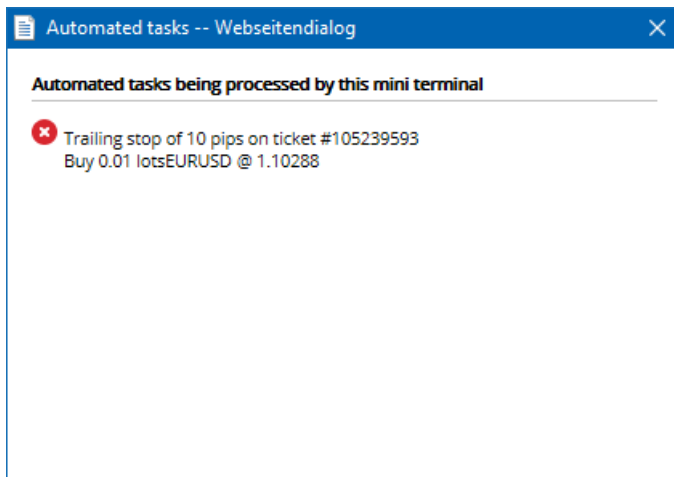 Automated tasks -- Webseitendialog
Automated tasks being processed by this mini terminal
Trailing stop of 10 pips on ticket #105239593
Buy 0.01 lotsEURUSD @ 1.10288